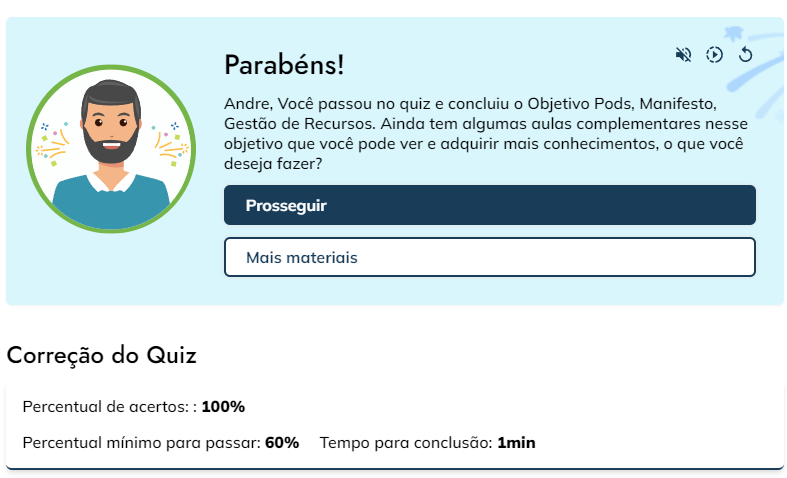 Parabéns!
Andre, Você passou no quiz e concluiu o Objetivo Pods, Manifesto,
Gestão de Recursos. Ainda tem algumas aulas complementares nesse
objetivo que você pode ver e adquirir mais conhecimentos, o que você
deseja fazer?
Prosseguir
Mais materiais
Correção do Quiz
Percentual de acertos: : 100%
Percentual mínimo para passar: 60% Tempo para conclusão: 1min